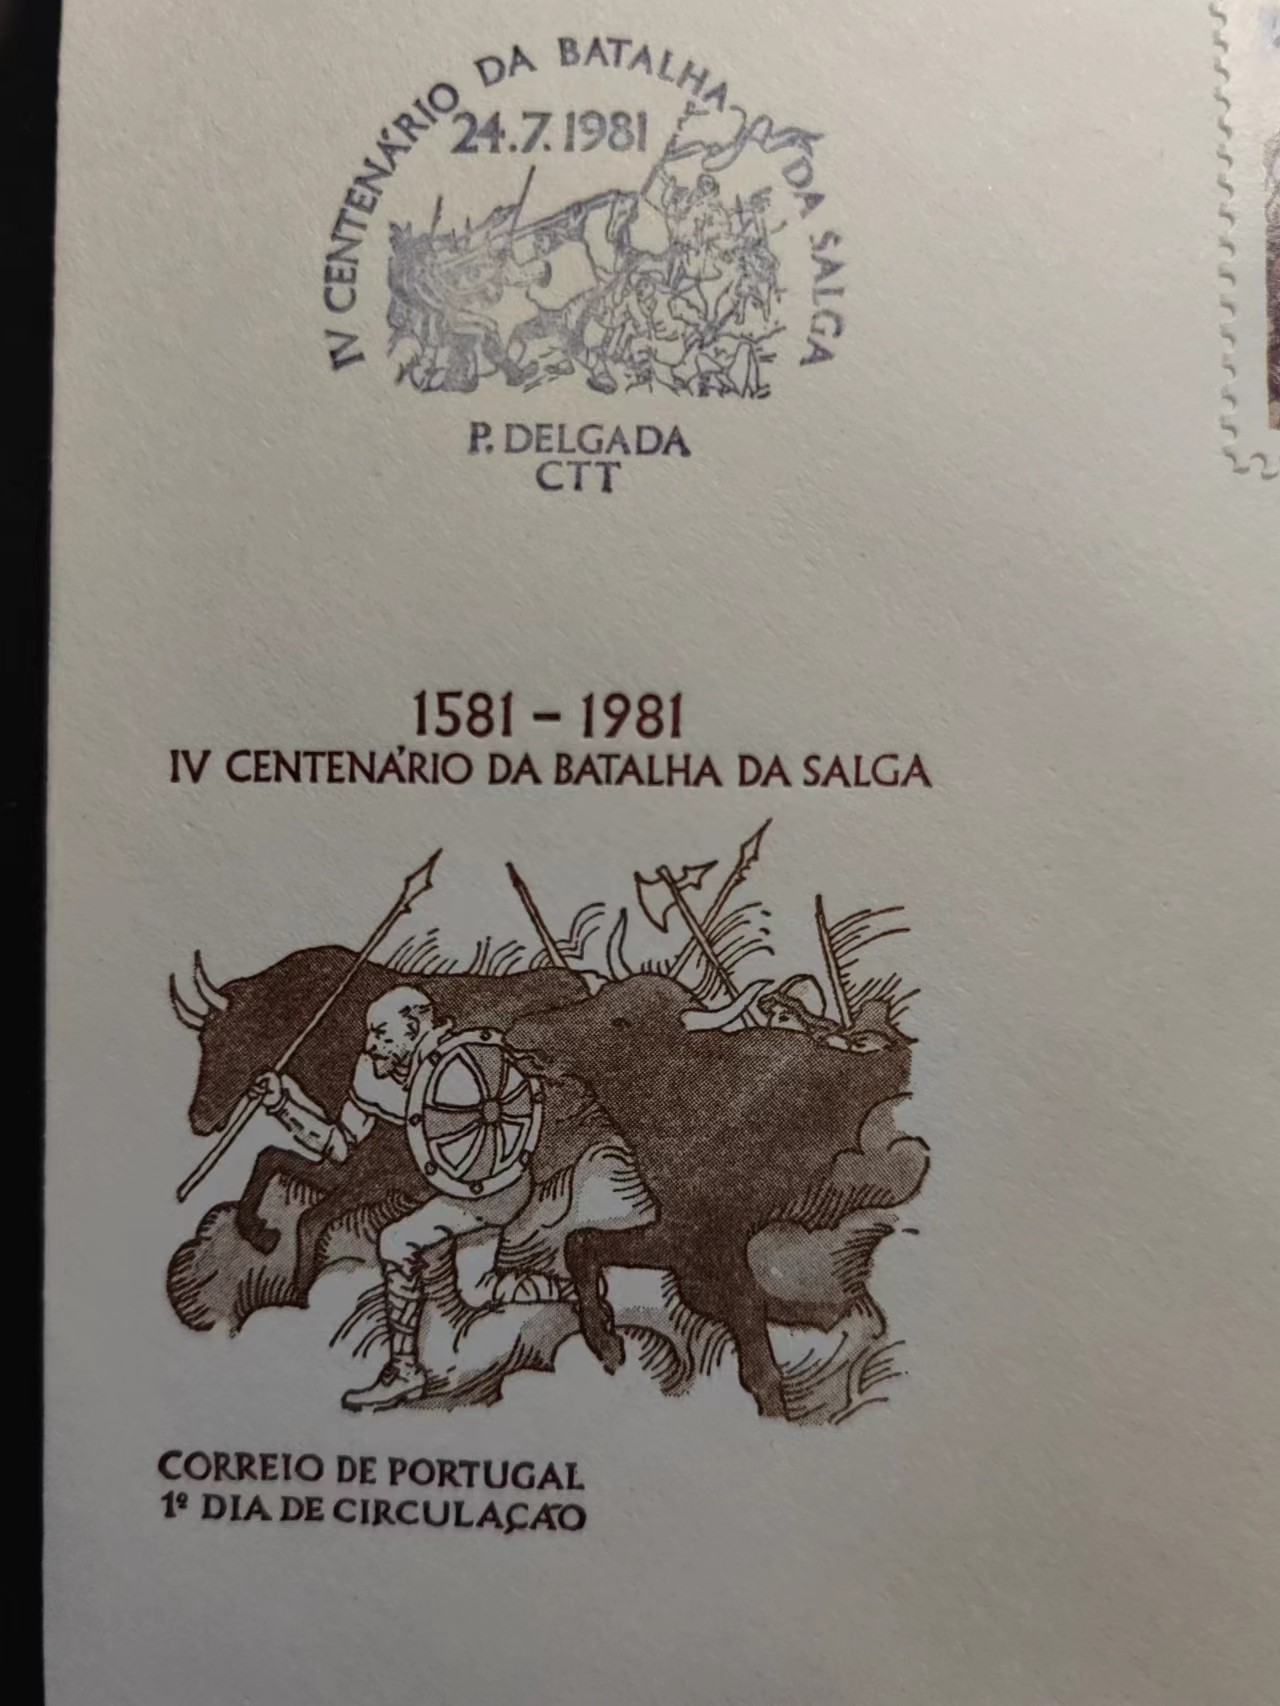 IV CENTENÁRIO DA BATALHA DA SALGA
24.7.1981
P. DELGADA
CTT
1581 – 1981
IV CENTENÁRIO DA BATALHA DA SALGA
CORREIO DE PORTUGAL
1º DIA DE CIRCULAÇÃO